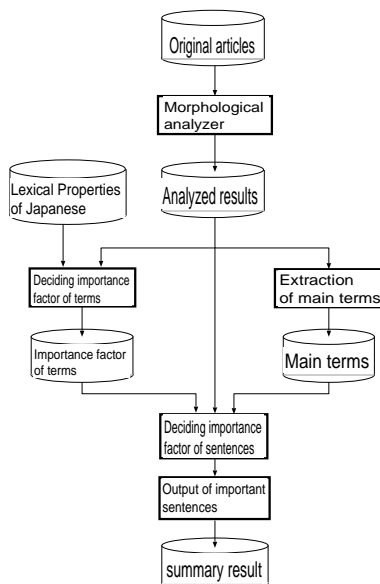 Original articles
Morphological
analyzer
Lexical Properties
of Japanese
Analyzed results
Deciding importance
factor of terms
Extraction
of main terms
Importance factor
of terms
Main terms
Deciding importance
factor of sentences
Output of important
sentences
summary result